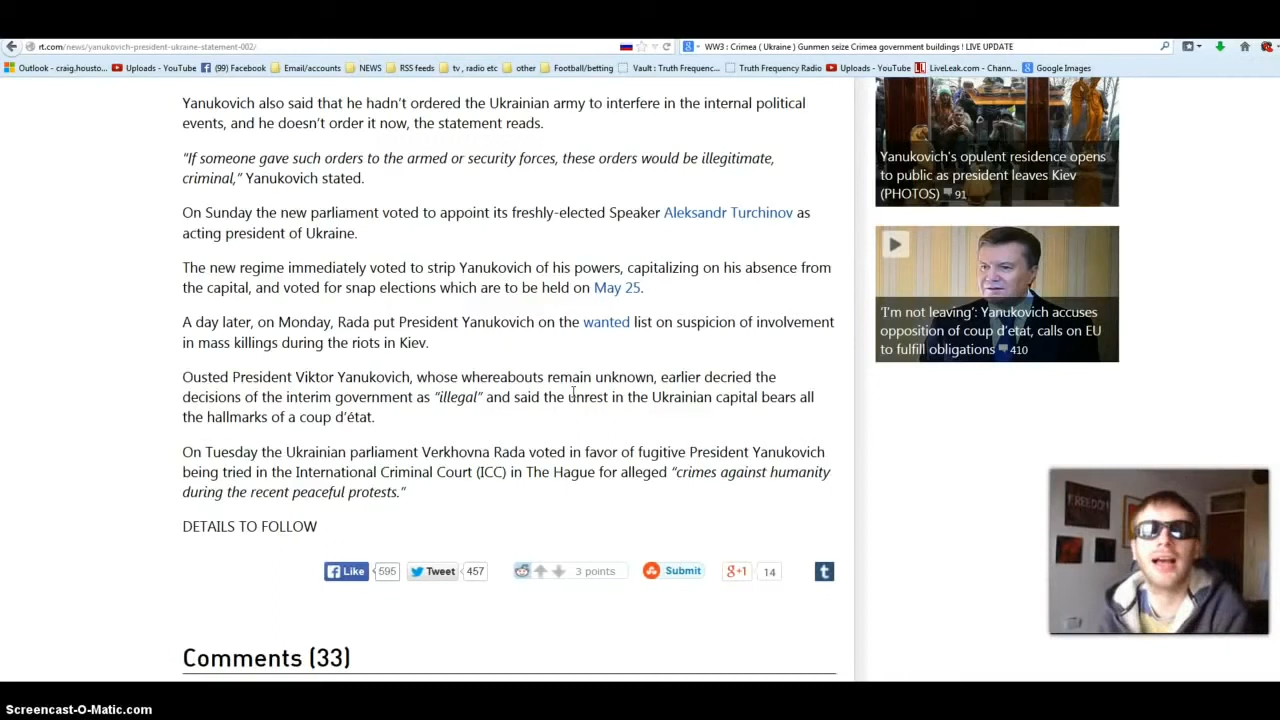 rt.com/news/yanukovich-president-ukraine-statement-002/
WW3 : Crimea ( Ukraine ) Gunmen seize Crimea government buildings ! LIVE UPDATE
Outlook - craig.housto...
Uploads - YouTube
(99) Facebook
Email/accounts
NEWS
RSS feeds
tv , radio etc
other
Football/betting
Vault : Truth Frequenc...
Truth Frequency Radio
Uploads - YouTube
LiveLeak.com - Chann...
Google Images
Yanukovich also said that he hadn't ordered the Ukrainian army to interfere in the internal political
events, and he doesn't order it now, the statement reads.
“If someone gave such orders to the armed or security forces, these orders would be illegitimate,
criminal,” Yanukovich stated.
On Sunday the new parliament voted to appoint its freshly-elected Speaker Aleksandr Turchinov as
acting president of Ukraine.
The new regime immediately voted to strip Yanukovich of his powers, capitalizing on his absence from
the capital, and voted for snap elections which are to be held on May 25.
A day later, on Monday, Rada put President Yanukovich on the wanted list on suspicion of involvement
in mass killings during the riots in Kiev.
Ousted President Viktor Yanukovich, whose whereabouts remain unknown, earlier decried the
decisions of the interim government as “illegal” and said the unrest in the Ukrainian capital bears all
the hallmarks of a coup d’état.
On Tuesday the Ukrainian parliament Verkhovna Rada voted in favor of fugitive President Yanukovich
being tried in the International Criminal Court (ICC) in The Hague for alleged “crimes against humanity
during the recent peaceful protests.”
DETAILS TO FOLLOW
Like 595
Tweet 457
3 points
Submit
g+1 14
t
Comments (33)
Yanukovich's opulent residence opens
to public as president leaves Kiev
(PHOTOS) 91
'I'm not leaving': Yanukovich accuses
opposition of coup d'etat, calls on EU
to fulfill obligations 410
FREEDOM
Screencast-O-Matic.com